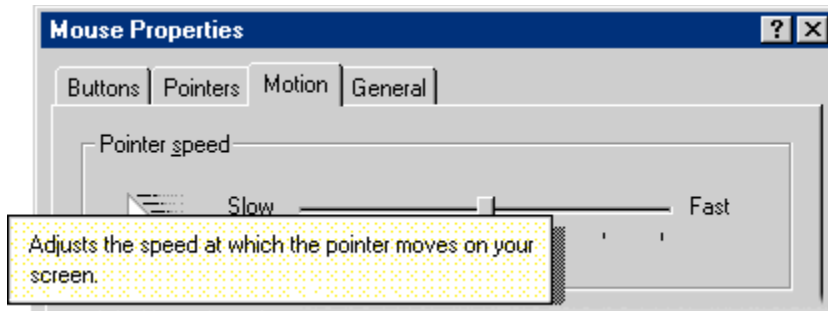 Mouse Properties
?
Buttons Pointers Motion General
Pointer speed
Slow Fast
Adjusts the speed at which the pointer moves on your
screen.